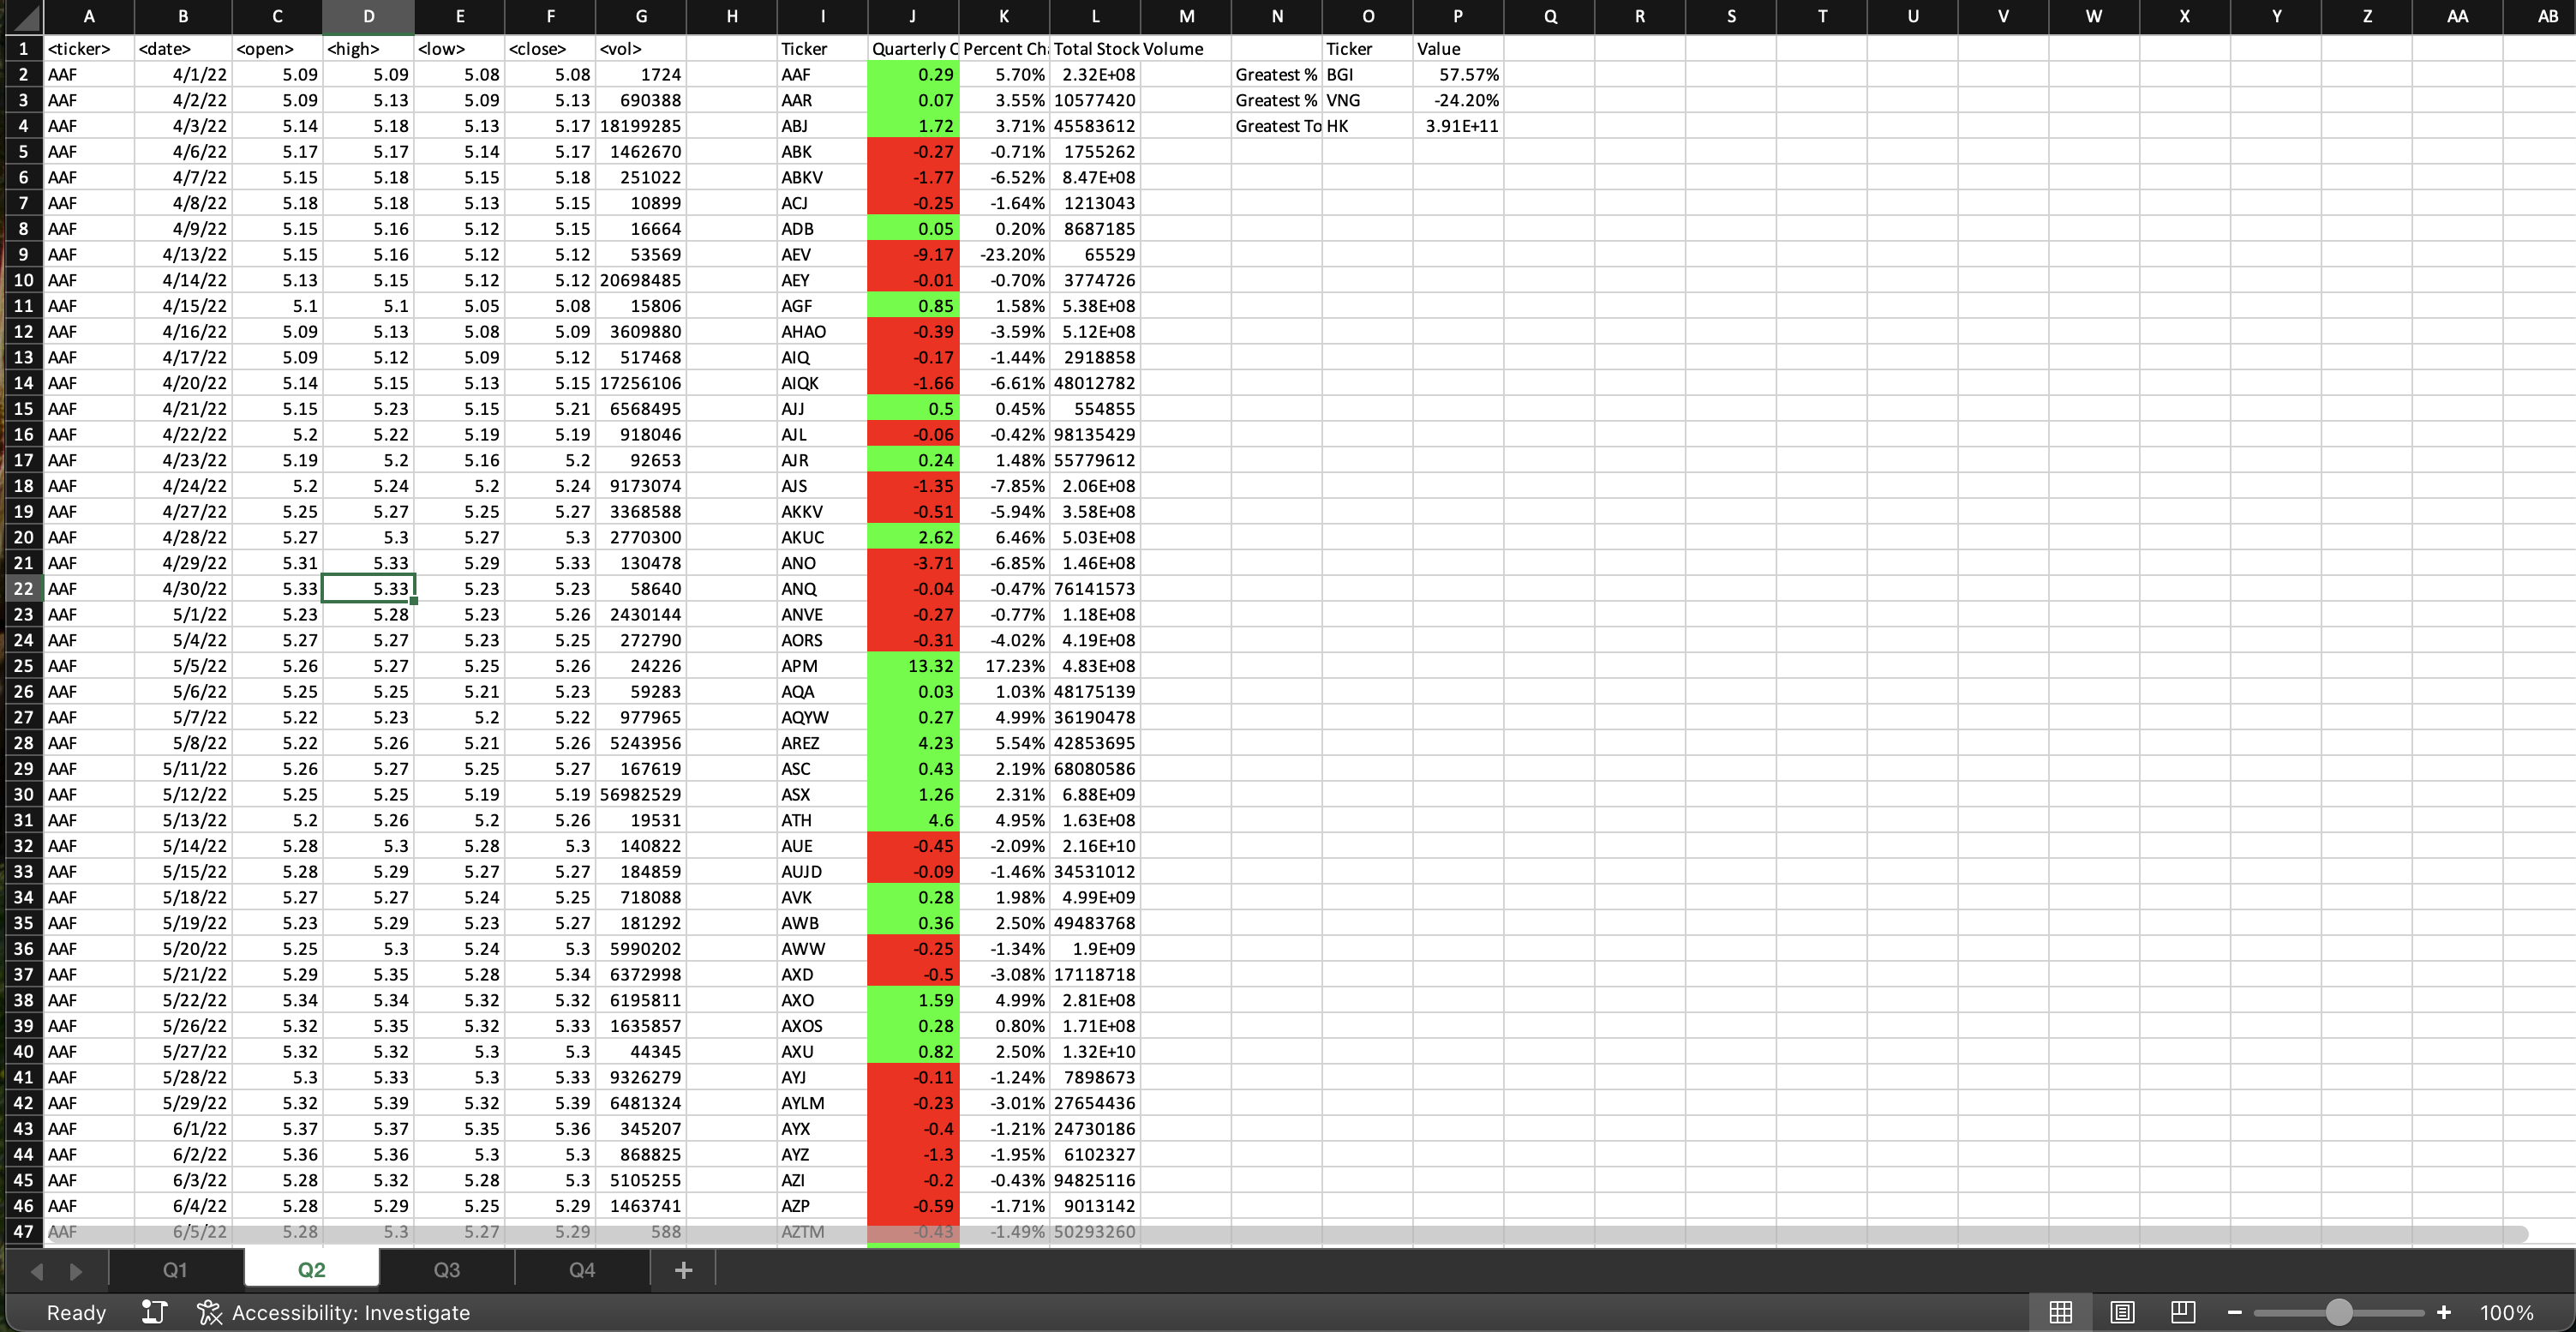 A B C D E F G H I J K L M N O P Q R S T U V W X Y Z AA AB
1 <ticker> <date> <open> <high> <low> <close> <vol> Ticker Quarterly C Percent Ch Total Stock Volume Ticker Value
2 AAF 4/1/22 5.09 5.09 5.08 5.08 1724 AAF 0.29 5.70% 2.32E+08 Greatest % BGI 57.57%
3 AAF 4/2/22 5.09 5.13 5.09 5.13 690388 AAR 0.07 3.55% 10577420 Greatest % VNG -24.20%
4 AAF 4/3/22 5.14 5.18 5.13 5.17 18199285 ABJ 1.72 3.71% 45583612 Greatest To HK 3.91E+11
5 AAF 4/6/22 5.17 5.17 5.14 5.17 1462670 ABK -0.27 -0.71% 1755262
6 AAF 4/7/22 5.15 5.18 5.15 5.18 251022 ABKV -1.77 -6.52% 8.47E+08
7 AAF 4/8/22 5.18 5.18 5.13 5.15 10899 ACJ -0.25 -1.64% 1213043
8 AAF 4/9/22 5.15 5.16 5.12 5.15 16664 ADB 0.05 0.20% 8687185
9 AAF 4/13/22 5.15 5.16 5.12 5.12 53569 AEV -9.17 -23.20% 65529
10 AAF 4/14/22 5.13 5.15 5.12 5.12 20698485 AEY -0.01 -0.70% 3774726
11 AAF 4/15/22 5.1 5.1 5.05 5.08 15806 AGF 0.85 1.58% 5.38E+08
12 AAF 4/16/22 5.09 5.13 5.08 5.09 3609880 AHAO -0.39 -3.59% 5.12E+08
13 AAF 4/17/22 5.09 5.12 5.09 5.12 517468 AIQ -0.17 -1.44% 2918858
14 AAF 4/20/22 5.14 5.15 5.13 5.15 17256106 AIQK -1.66 -6.61% 48012782
15 AAF 4/21/22 5.15 5.23 5.15 5.21 6568495 AJJ 0.5 0.45% 554855
16 AAF 4/22/22 5.2 5.22 5.19 5.19 918046 AJL -0.06 -0.42% 98135429
17 AAF 4/23/22 5.19 5.2 5.16 5.2 92653 AJR 0.24 1.48% 55779612
18 AAF 4/24/22 5.2 5.24 5.2 5.24 9173074 AJS -1.35 -7.85% 2.06E+08
19 AAF 4/27/22 5.25 5.27 5.25 5.27 3368588 AKKV -0.51 -5.94% 3.58E+08
20 AAF 4/28/22 5.27 5.3 5.27 5.3 2770300 AKUC 2.62 6.46% 5.03E+08
21 AAF 4/29/22 5.31 5.33 5.29 5.33 130478 ANO -3.71 -6.85% 1.46E+08
22 AAF 4/30/22 5.33 5.33 5.23 5.23 58640 ANQ -0.04 -0.47% 76141573
23 AAF 5/1/22 5.23 5.28 5.23 5.26 2430144 ANVE -0.27 -0.77% 1.18E+08
24 AAF 5/4/22 5.27 5.27 5.23 5.25 272790 AORS -0.31 -4.02% 4.19E+08
25 AAF 5/5/22 5.26 5.27 5.25 5.26 24226 APM 13.32 17.23% 4.83E+08
26 AAF 5/6/22 5.25 5.25 5.21 5.23 59283 AQA 0.03 1.03% 48175139
27 AAF 5/7/22 5.22 5.23 5.2 5.22 977965 AQYW 0.27 4.99% 36190478
28 AAF 5/8/22 5.22 5.26 5.21 5.26 5243956 AREZ 4.23 5.54% 42853695
29 AAF 5/11/22 5.26 5.27 5.25 5.27 167619 ASC 0.43 2.19% 68080586
30 AAF 5/12/22 5.25 5.25 5.19 5.19 56982529 ASX 1.26 2.31% 6.88E+09
31 AAF 5/13/22 5.2 5.26 5.2 5.26 19531 ATH 4.6 4.95% 1.63E+08
32 AAF 5/14/22 5.28 5.3 5.28 5.3 140822 AUE -0.45 -2.09% 2.16E+10
33 AAF 5/15/22 5.28 5.29 5.27 5.27 184859 AUJD -0.09 -1.46% 34531012
34 AAF 5/18/22 5.27 5.27 5.24 5.25 718088 AVK 0.28 1.98% 4.99E+09
35 AAF 5/19/22 5.23 5.29 5.23 5.27 181292 AWB 0.36 2.50% 49483768
36 AAF 5/20/22 5.25 5.3 5.24 5.3 5990202 AWW -0.25 -1.34% 1.9E+09
37 AAF 5/21/22 5.29 5.35 5.28 5.34 6372998 AXD -0.5 -3.08% 17118718
38 AAF 5/22/22 5.34 5.34 5.32 5.32 6195811 AXO 1.59 4.99% 2.81E+08
39 AAF 5/26/22 5.32 5.35 5.32 5.33 1635857 AXOS 0.28 0.80% 1.71E+08
40 AAF 5/27/22 5.32 5.32 5.3 5.3 44345 AXU 0.82 2.50% 1.32E+10
41 AAF 5/28/22 5.3 5.33 5.3 5.33 9326279 AYJ -0.11 -1.24% 7898673
42 AAF 5/29/22 5.32 5.39 5.32 5.39 6481324 AYLM -0.23 -3.01% 27654436
43 AAF 6/1/22 5.37 5.37 5.35 5.36 345207 AYX -0.4 -1.21% 24730186
44 AAF 6/2/22 5.36 5.36 5.3 5.3 868825 AYZ -1.3 -1.95% 6102327
45 AAF 6/3/22 5.28 5.32 5.28 5.3 5105255 AZI -0.2 -0.43% 94825116
46 AAF 6/4/22 5.28 5.29 5.25 5.29 1463741 AZP -0.59 -1.71% 9013142
47 AAF 6/5/22 5.28 5.3 5.27 5.29 588 AZTM -0.43 -1.49% 50293260
Q1 Q2 Q3 Q4 +
Ready Accessibility: Investigate 100%